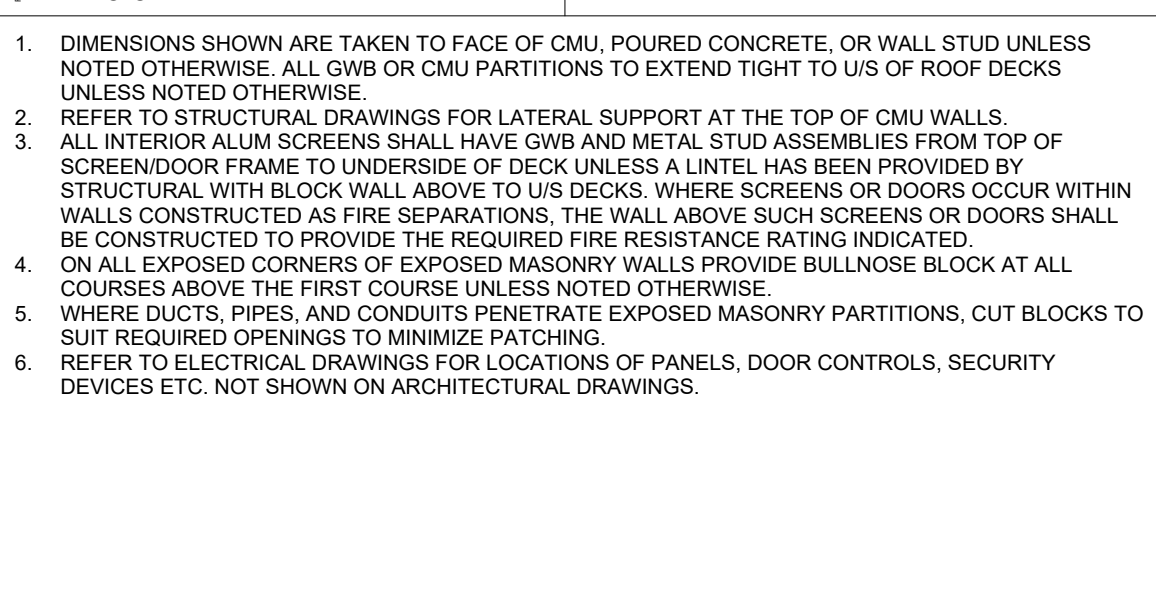 1. DIMENSIONS SHOWN ARE TAKEN TO FACE OF CMU, POURED CONCRETE, OR WALL STUD UNLESS
NOTED OTHERWISE. ALL GWB OR CMU PARTITIONS TO EXTEND TIGHT TO U/S OF ROOF DECKS
UNLESS NOTED OTHERWISE.
2. REFER TO STRUCTURAL DRAWINGS FOR LATERAL SUPPORT AT THE TOP OF CMU WALLS.
3. ALL INTERIOR ALUM SCREENS SHALL HAVE GWB AND METAL STUD ASSEMBLIES FROM TOP OF
SCREEN/DOOR FRAME TO UNDERSIDE OF DECK UNLESS A LINTEL HAS BEEN PROVIDED BY
STRUCTURAL WITH BLOCK WALL ABOVE TO U/S DECKS. WHERE SCREENS OR DOORS OCCUR WITHIN
WALLS CONSTRUCTED AS FIRE SEPARATIONS, THE WALL ABOVE SUCH SCREENS OR DOORS SHALL
BE CONSTRUCTED TO PROVIDE THE REQUIRED FIRE RESISTANCE RATING INDICATED.
4. ON ALL EXPOSED CORNERS OF EXPOSED MASONRY WALLS PROVIDE BULLNOSE BLOCK AT ALL
COURSES ABOVE THE FIRST COURSE UNLESS NOTED OTHERWISE.
5. WHERE DUCTS, PIPES, AND CONDUITS PENETRATE EXPOSED MASONRY PARTITIONS, CUT BLOCKS TO
SUIT REQUIRED OPENINGS TO MINIMIZE PATCHING.
6. REFER TO ELECTRICAL DRAWINGS FOR LOCATIONS OF PANELS, DOOR CONTROLS, SECURITY
DEVICES ETC. NOT SHOWN ON ARCHITECTURAL DRAWINGS.